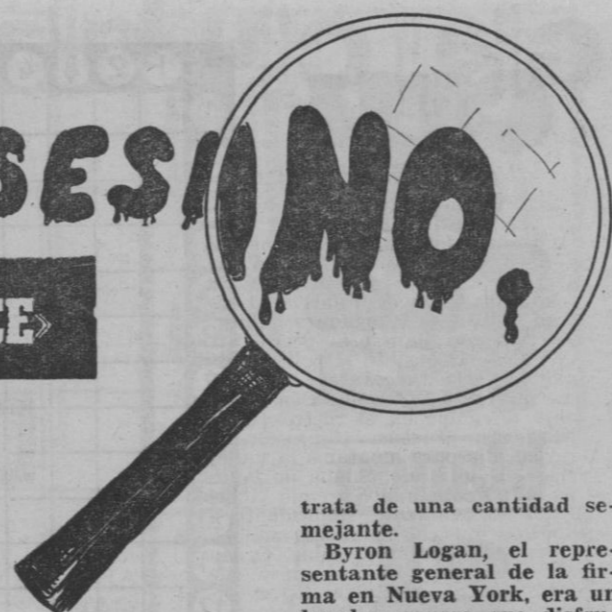 SESINO.
CE»
trata de una cantidad se-
mejante.
Byron Logan, el repre-
sentante general de la fir-
ma en Nueva York, era un